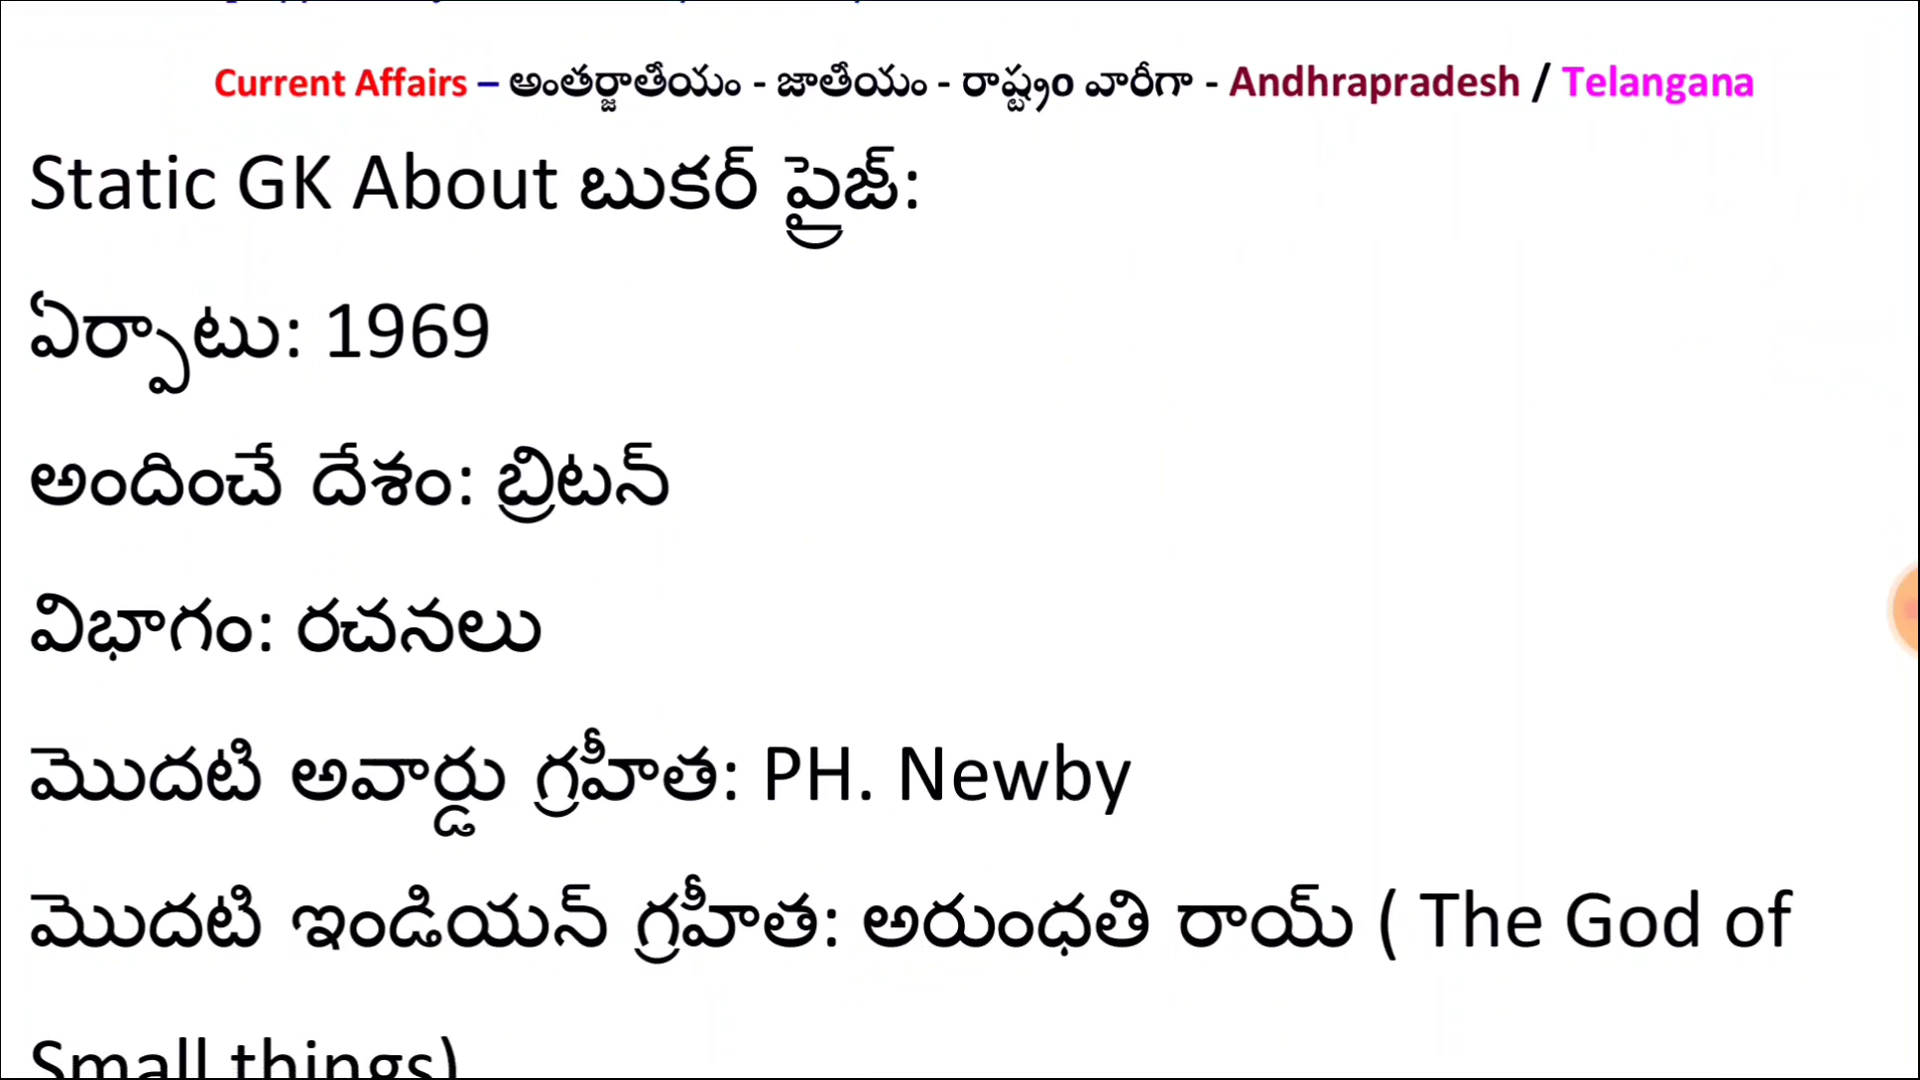 Current Affairs – అంతర్జాతీయం - జాతీయం - రాష్ట్రం వారీగా - Andhrapradesh / Telangana
Static GK About బుకర్ ప్రైజ్:
ఏర్పాటు: 1969
అందించే దేశం: బ్రిటన్
విభాగం: రచనలు
మొదటి అవార్డు గ్రహీత: PH. Newby
మొదటి ఇండియన్ గ్రహీత: అరుంధతి రాయ్ ( The God of
Small things)